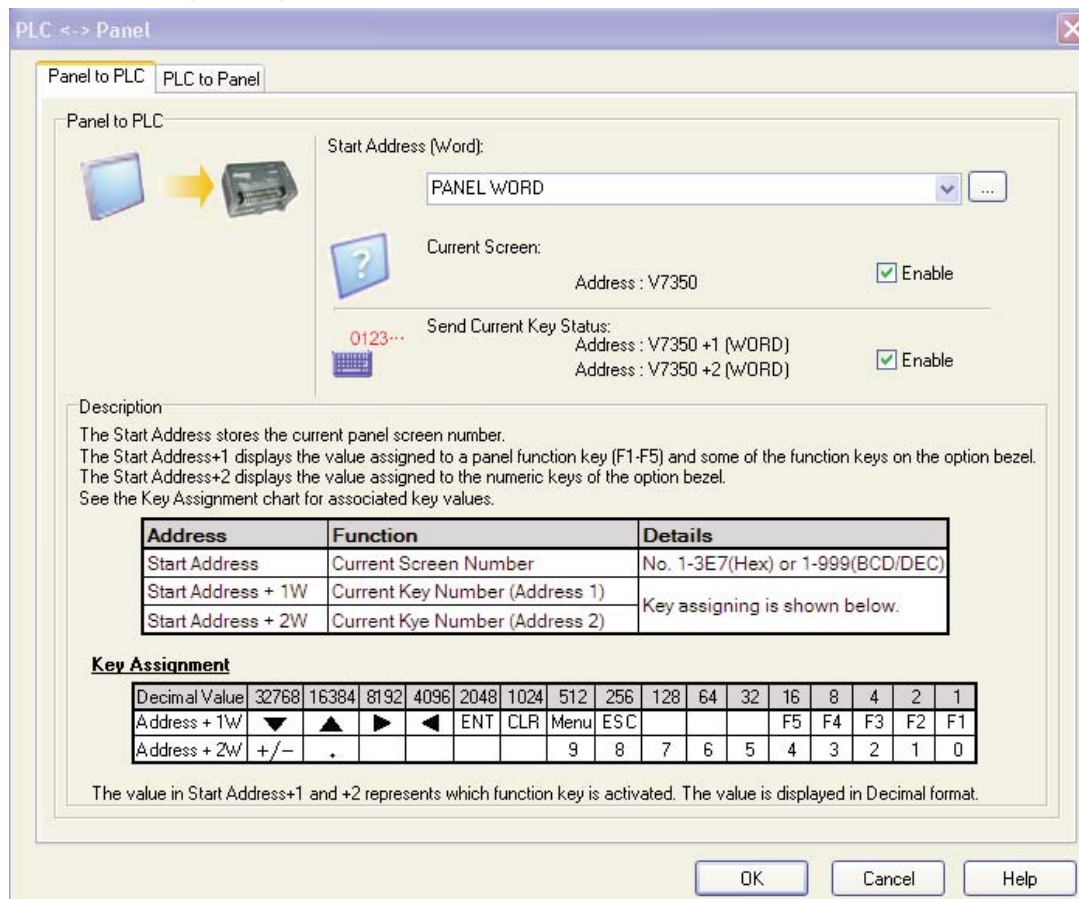 PLC <-> Panel
Panel to PLC PLC to Panel
Panel to PLC
Start Address (Word):
PANEL WORD ...
Current Screen:
Address : V7350 Enable
0123... Send Current Key Status:
Address : V7350 +1 (WORD)
Address : V7350 +2 (WORD) Enable
Description
The Start Address stores the current panel screen number.
The Start Address+1 displays the value assigned to a panel function key (F1-F5) and some of the function keys on the option bezel.
The Start Address+2 displays the value assigned to the numeric keys of the option bezel.
See the Key Assignment chart for associated key values.
Address Function Details
Start Address Current Screen Number No. 1-3E7(Hex) or 1-999(BCD/DEC)
Start Address + 1W Current Key Number (Address 1) Key assigning is shown below.
Start Address + 2W Current Kye Number (Address 2)
Key Assignment
Decimal Value 32768 16384 8192 4096 2048 1024 512 256 128 64 32 16 8 4 2 1
Address + 1W ▼ ▲ ► ◄ ENT CLR Menu ESC F5 F4 F3 F2 F1
Address + 2W +/− . 9 8 7 6 5 4 3 2 1 0
The value in Start Address+1 and +2 represents which function key is activated. The value is displayed in Decimal format.
OK Cancel Help